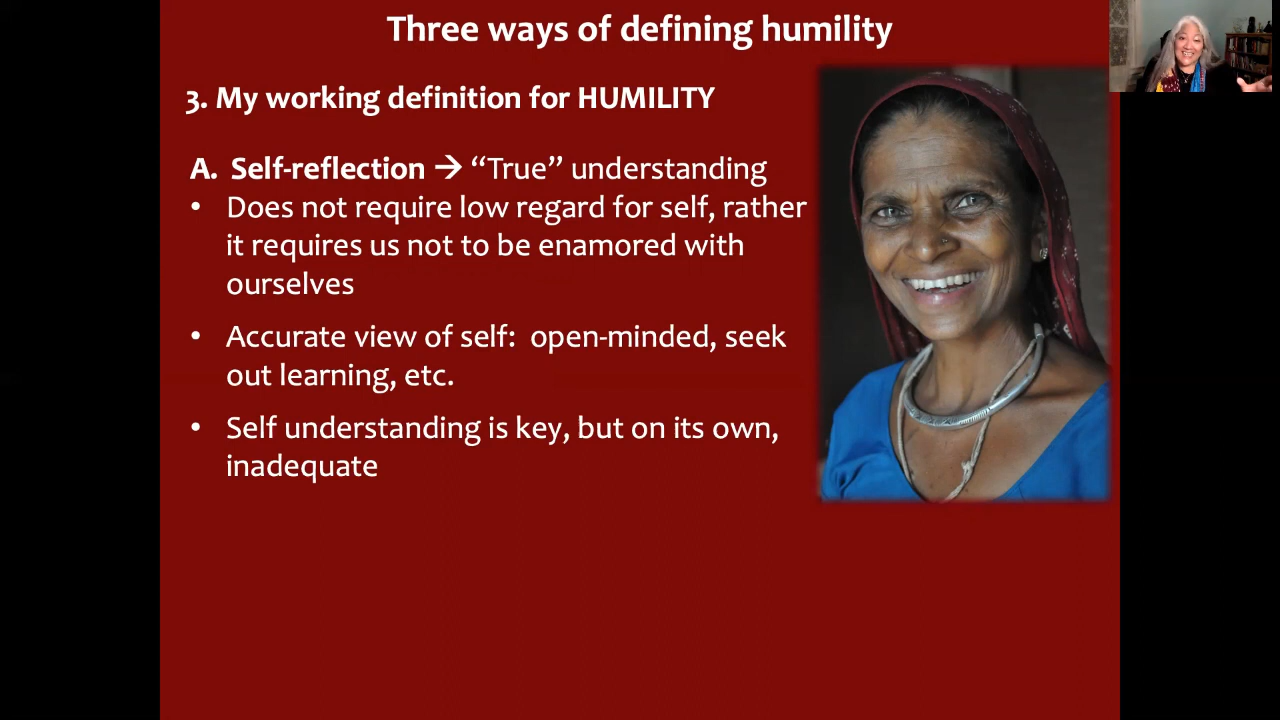 Three ways of defining humility
3. My working definition for HUMILITY
A. Self-reflection → “True” understanding
• Does not require low regard for self, rather
it requires us not to be enamored with
ourselves
• Accurate view of self: open-minded, seek
out learning, etc.
• Self understanding is key, but on its own,
inadequate